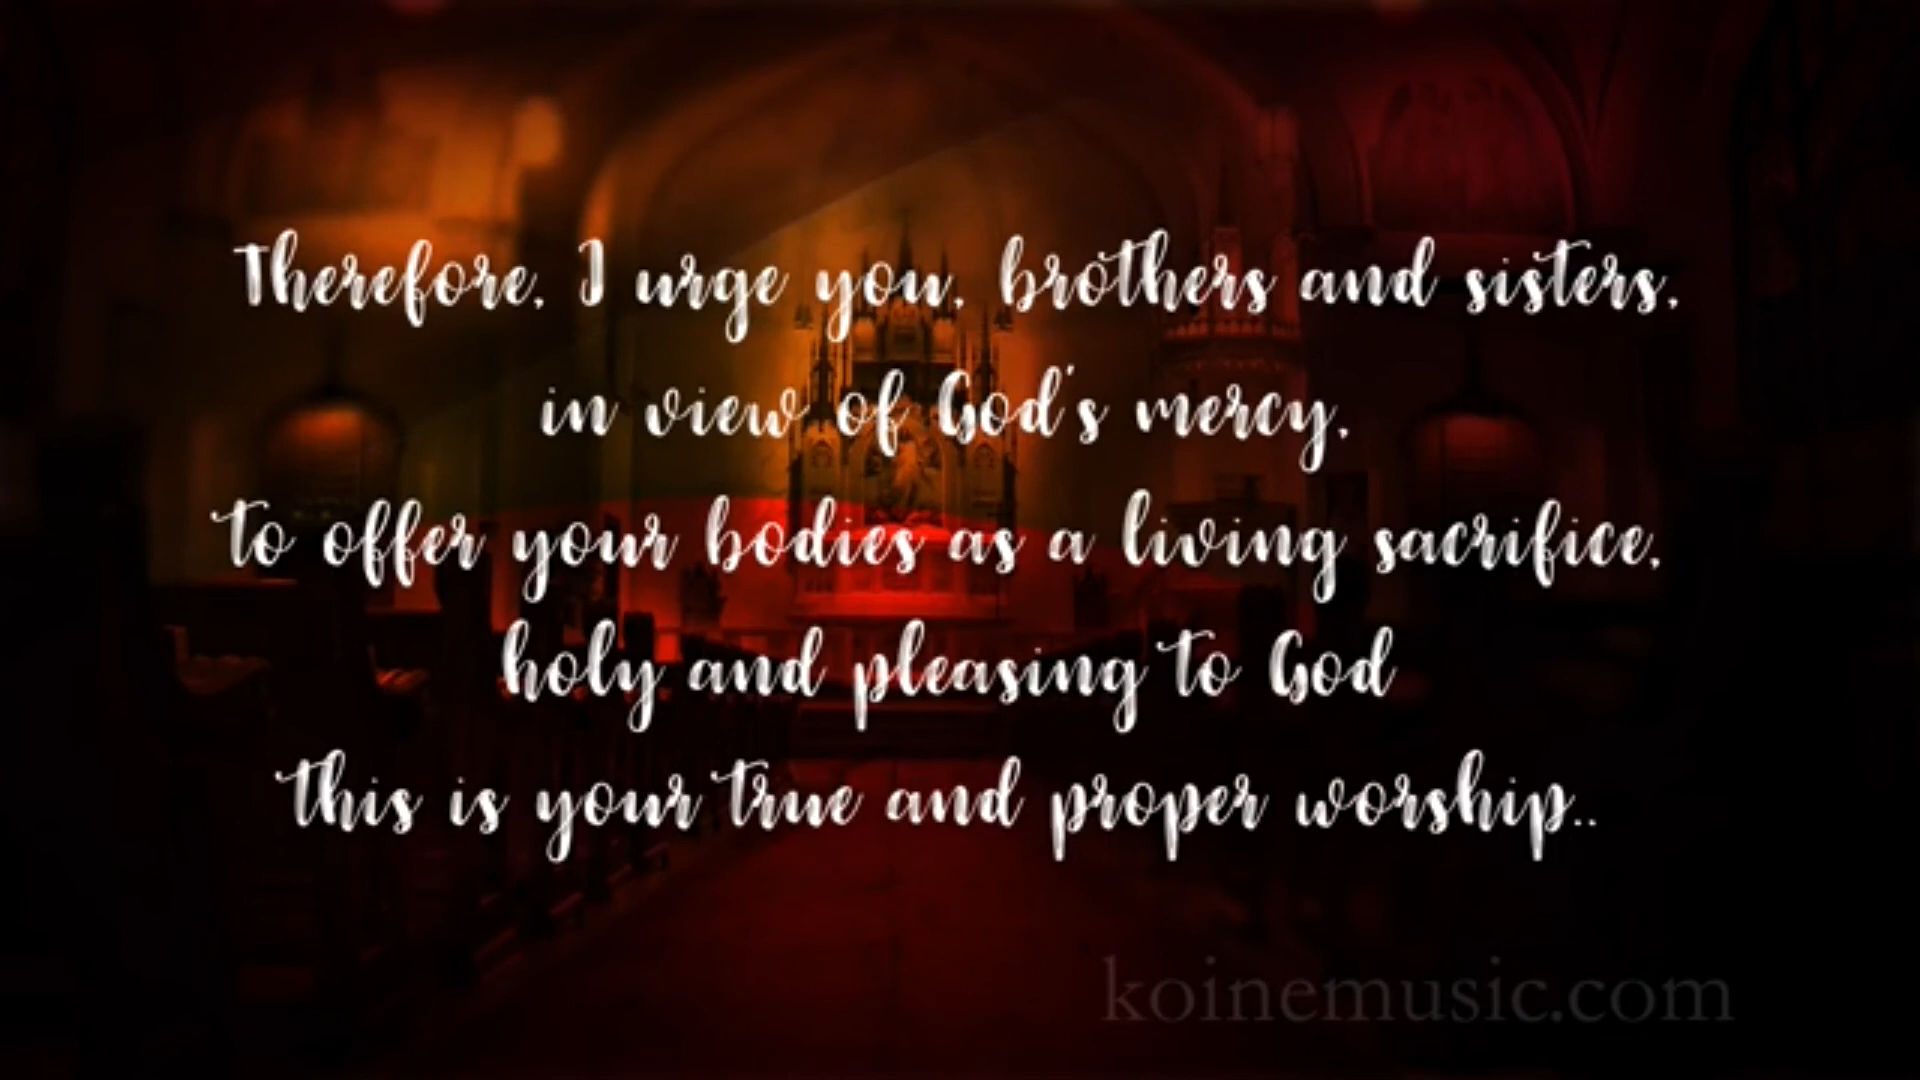 Therefore, I urge you, brothers and sisters,
in view of God's mercy,
to offer your bodies as a living sacrifice,
holy and pleasing to God
this is your true and proper worship..
koinemusic.com